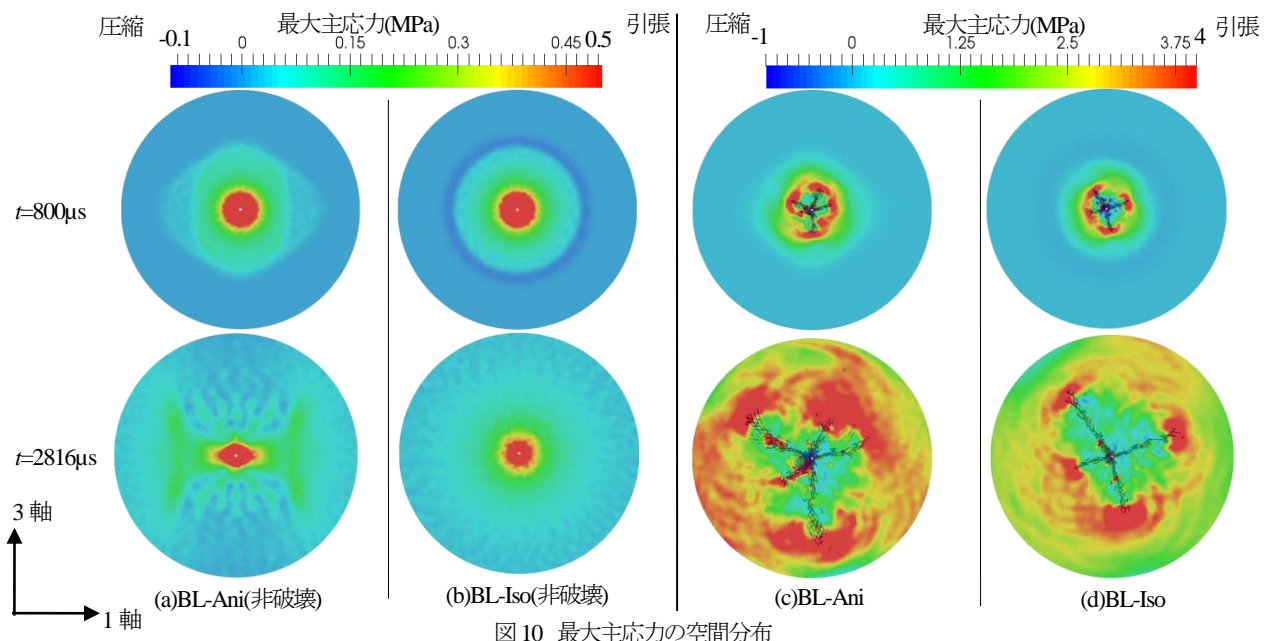 圧縮 最大主応力(MPa) 引張
-0.1 0 0.15 0.3 0.45 0.5
圧縮 最大主応力(MPa) 引張
-1 0 1.25 2.5 3.75 4
t=800µs
t=2816µs
3 軸
1 軸
(a)BL-Ani(非破壊)
(b)BL-Iso(非破壊)
(c)BL-Ani
(d)BL-Iso
図 10 最大主応力の空間分布